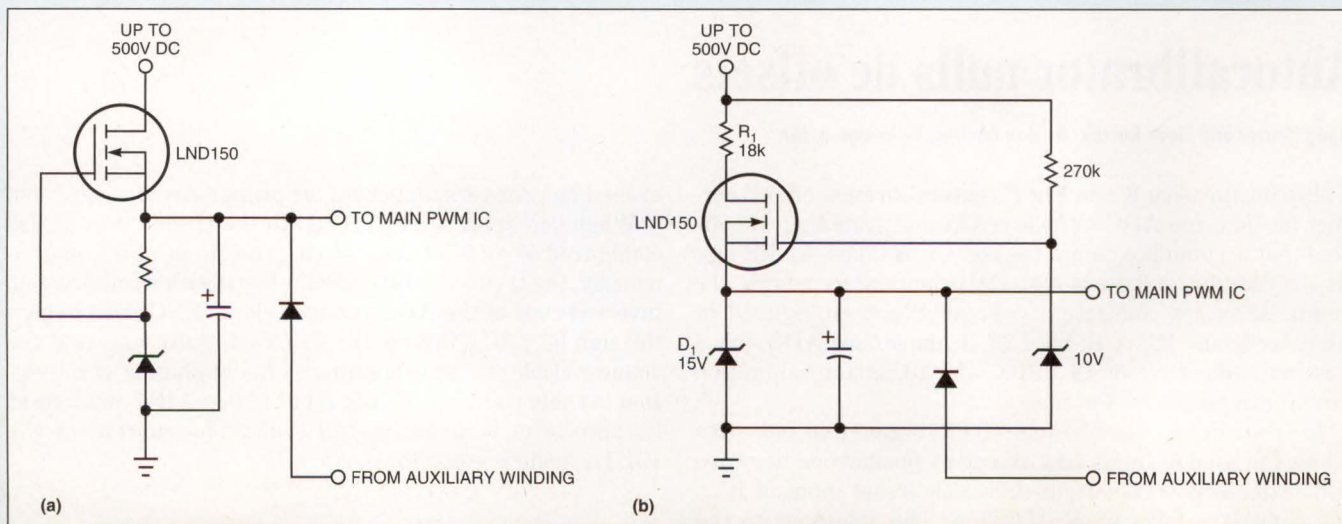 UP TO
500V DC
LND150
TO MAIN PWM IC
FROM AUXILIARY WINDING
(a)
UP TO
500V DC
R1
18k
270k
LND150
TO MAIN PWM IC
D1
15V
10V
FROM AUXILIARY WINDING
(b)